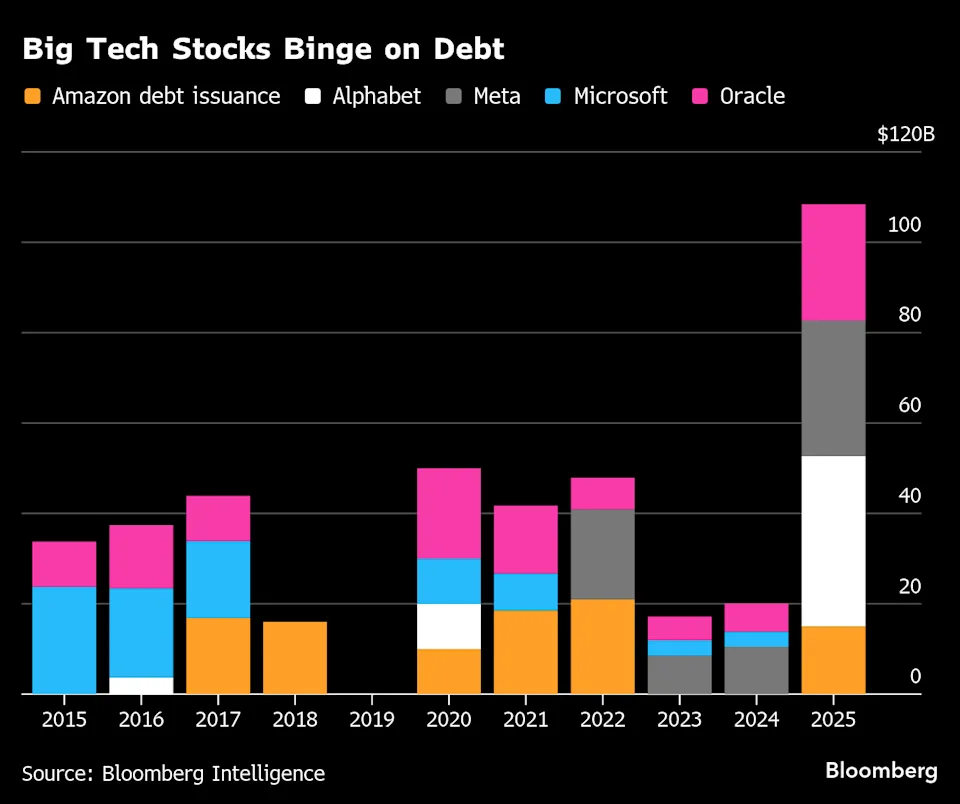 Big Tech Stocks Binge on Debt
Amazon debt issuance Alphabet Meta Microsoft Oracle
$120B
100
80
60
40
20
0
2015 2016 2017 2018 2019 2020 2021 2022 2023 2024 2025
Source: Bloomberg Intelligence
Bloomberg